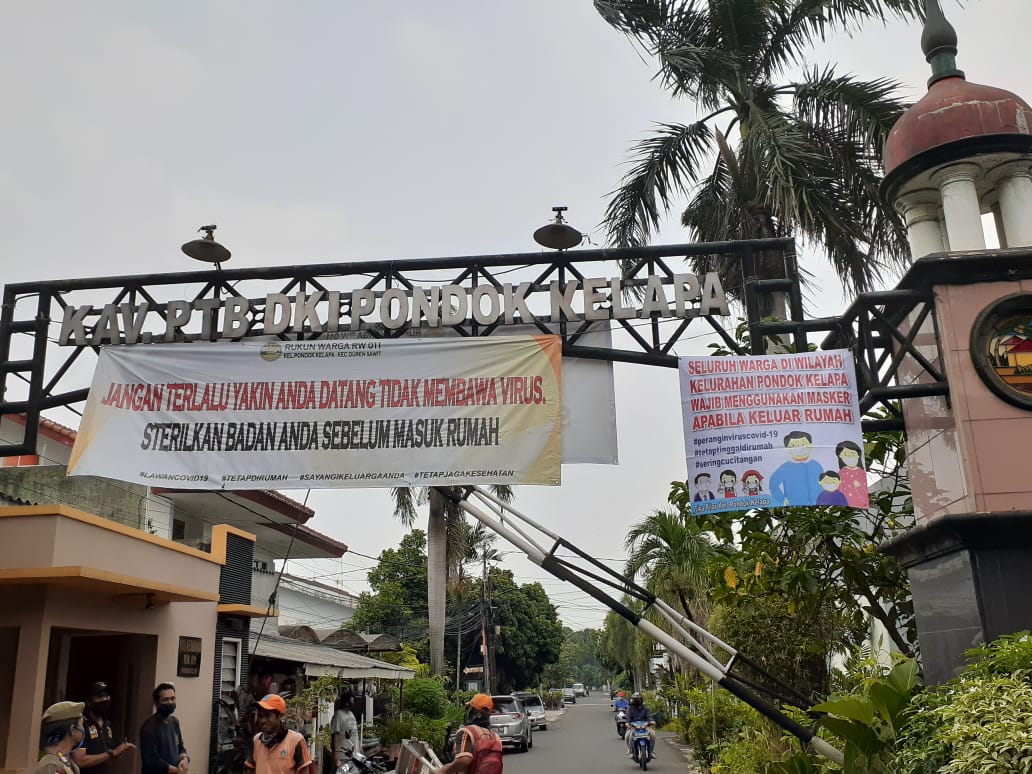 KAV. PTB DKI PONDOK KELAPA
RUKUN WARGA RW 011
KEL.PONDOK KELAPA - KEC.DUREN SAWIT
JANGAN TERLALU YAKIN ANDA DATANG TIDAK MEMBAWA VIRUS.
STERILKAN BADAN ANDA SEBELUM MASUK RUMAH
#LAWANCOVID19 #TETAPDIRUMAH #SAYANGIKELUARGAANDA #TETAPJAGAKESEHATAN
SELURUH WARGA DI WILAYAH
KELURAHAN PONDOK KELAPA
WAJIB MENGGUNAKAN MASKER
APABILA KELUAR RUMAH
#peranginviruscovid-19
#tetaptinggaldirumah
#seringcucitangan